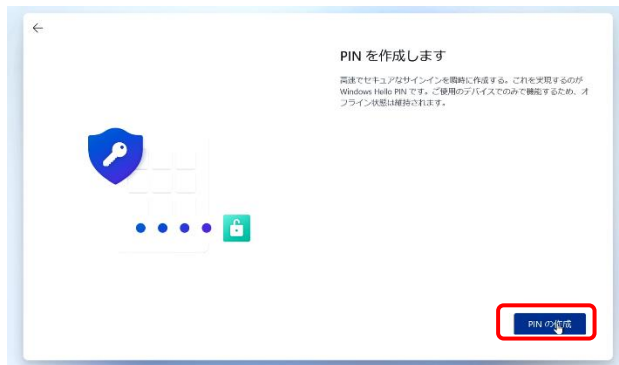 PIN を作成します
高速でセキュアなサインインを瞬時に作成する。これを実現するのが
Windows Hello PIN です。ご使用のデバイスでのみで機能するため、オ
フライン状態は維持されます。
PIN の作成